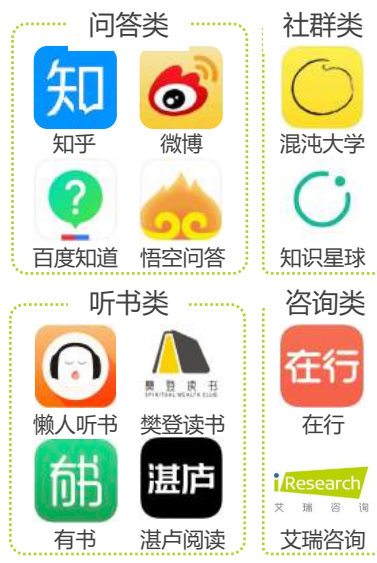 问答类
社群类
知
知乎
微博
混沌大学
?
百度知道
悟空问答
知识星球
听书类
咨询类
樊登读书
SPIRITUAL WEALTH CLUB
在行
懒人听书
樊登读书
在行
有书
湛庐
iResearch
艾瑞咨询
有书
湛卢阅读
艾瑞咨询